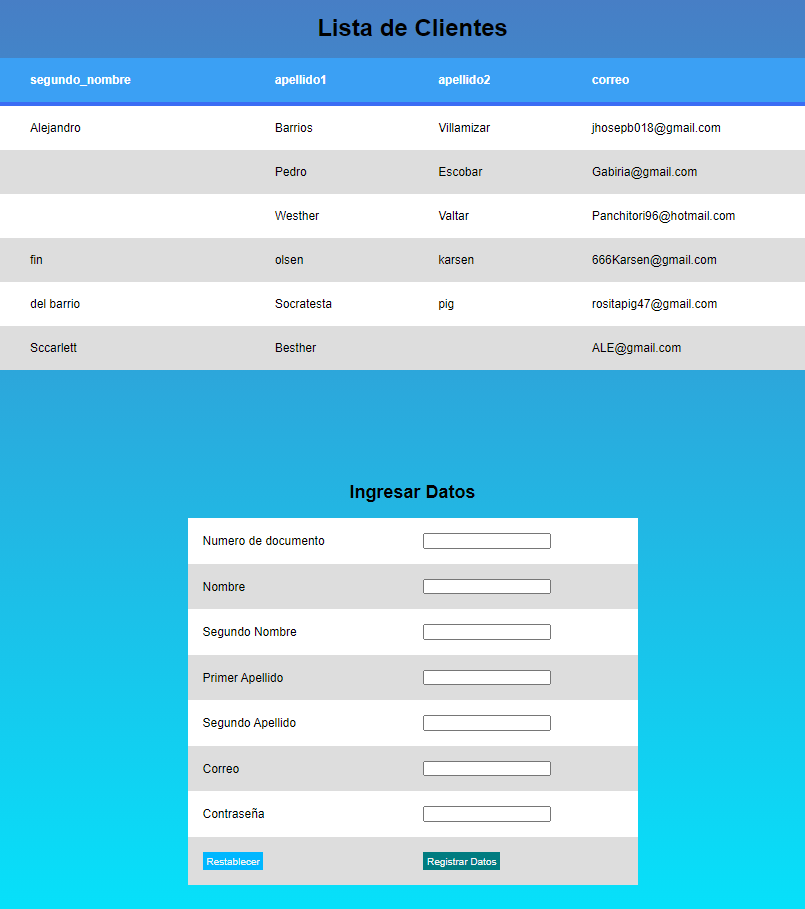 Lista de Clientes
segundo_nombre apellido1 apellido2 correo
Alejandro Barrios Villamizar jhosepb018@gmail.com
Pedro Escobar Gabiria@gmail.com
Westher Valtar Panchitori96@hotmail.com
fin olsen karsen 666Karsen@gmail.com
del barrio Socratesta pig rositapig47@gmail.com
Sccarlett Besther ALE@gmail.com
Ingresar Datos
Numero de documento
Nombre
Segundo Nombre
Primer Apellido
Segundo Apellido
Correo
Contraseña
Restablecer Registrar Datos